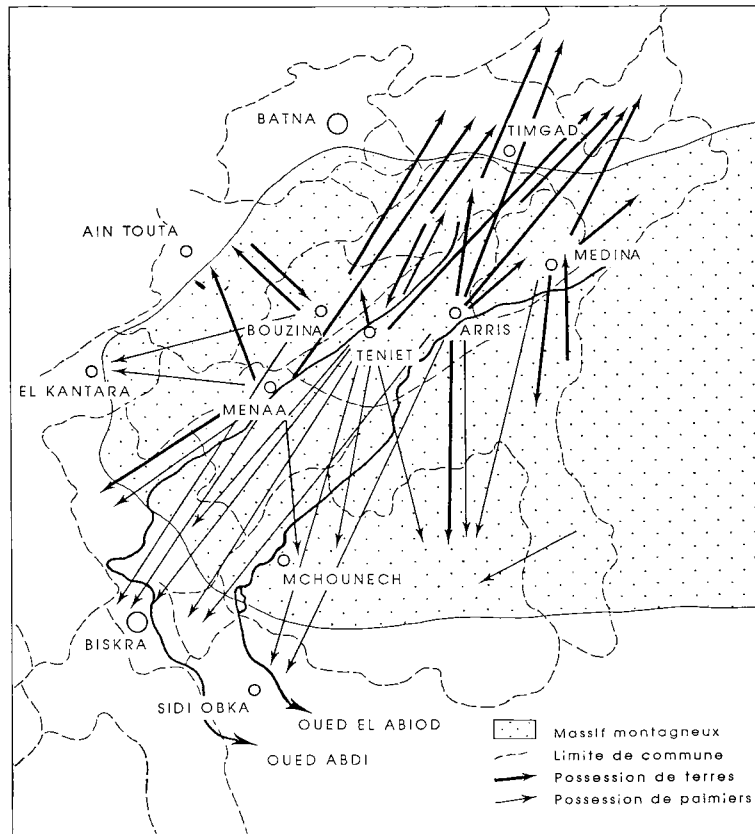 BATNA
TIMGAD
AIN TOUTA
MEDINA
BOUZINA
ARRIS
TENIET
EL KANTARA
MENAA
MCHOUNECH
BISKRA
SIDI OBKA
OUED EL ABIOD
OUED ABDI
Massif montagneux
Limite de commune
Possession de terres
Possession de palmiers